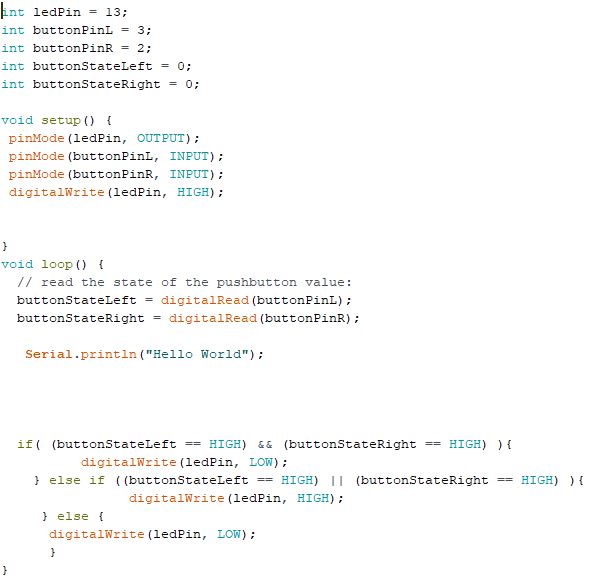 int ledPin = 13;
int buttonPinL = 3;
int buttonPinR = 2;
int buttonStateLeft = 0;
int buttonStateRight = 0;

void setup() {
 pinMode(ledPin, OUTPUT);
 pinMode(buttonPinL, INPUT);
 pinMode(buttonPinR, INPUT);
 digitalWrite(ledPin, HIGH);


}
void loop() {
  // read the state of the pushbutton value:
  buttonStateLeft = digitalRead(buttonPinL);
  buttonStateRight = digitalRead(buttonPinR);

   Serial.println("Hello World");




  if( (buttonStateLeft == HIGH) && (buttonStateRight == HIGH) ){
          digitalWrite(ledPin, LOW);
    } else if ((buttonStateLeft == HIGH) || (buttonStateRight == HIGH) ){
                digitalWrite(ledPin, HIGH);
     } else {
      digitalWrite(ledPin, LOW);
      }
}